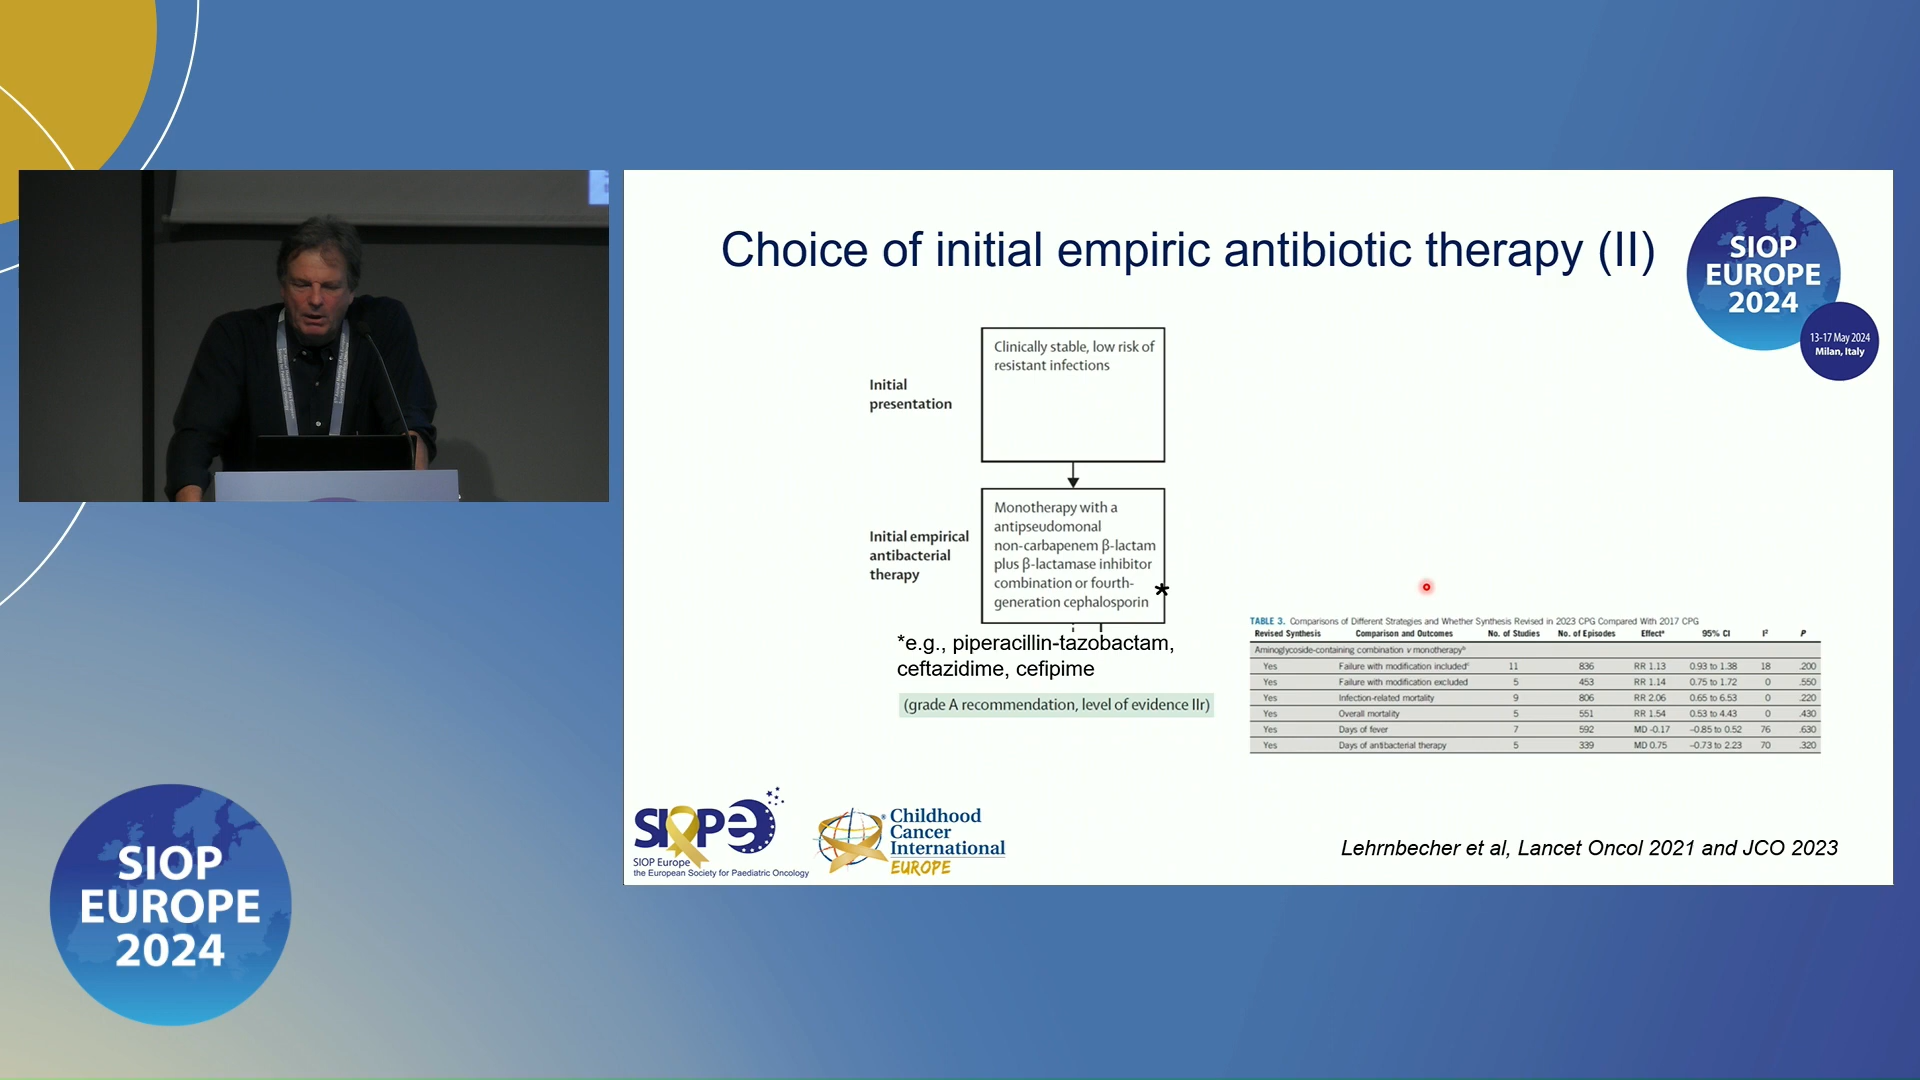 Choice of initial empiric antibiotic therapy (II)
SIOP
EUROPE
2024
13-17 May 2024
Milan, Italy
Initial
presentation
Clinically stable, low risk of
resistant infections
Initial empirical
antibacterial
therapy
Monotherapy with a
antipseudomonal
non-carbapenem β-lactam
plus β-lactamase inhibitor
combination or fourth-
generation cephalosporin *
*e.g., piperacillin-tazobactam,
ceftazidime, cefipime
(grade A recommendation, level of evidence IIr)
TABLE 3. Comparisons of Different Strategies and Whether Synthesis Revised in 2023 CPG Compared With 2017 CPG
Revised Synthesis Comparison and Outcomes No. of Studies No. of Episodes Effectᵃ 95% CI I² P
Aminoglycoside-containing combination v monotherapyᵇ
Yes Failure with modification includedᶜ 11 836 RR 1.13 0.93 to 1.38 18 .200
Yes Failure with modification excluded 5 453 RR 1.14 0.75 to 1.72 0 .550
Yes Infection-related mortality 9 806 RR 2.06 0.65 to 6.53 0 .220
Yes Overall mortality 5 551 RR 1.54 0.53 to 4.43 0 .430
Yes Days of fever 7 592 MD -0.17 -0.85 to 0.52 76 .630
Yes Days of antibacterial therapy 5 339 MD 0.75 -0.73 to 2.23 70 .320
SIOPe
SIOP Europe
the European Society for Paediatric Oncology
Childhood
Cancer
International
EUROPE
Lehrnbecher et al, Lancet Oncol 2021 and JCO 2023
SIOP
EUROPE
2024